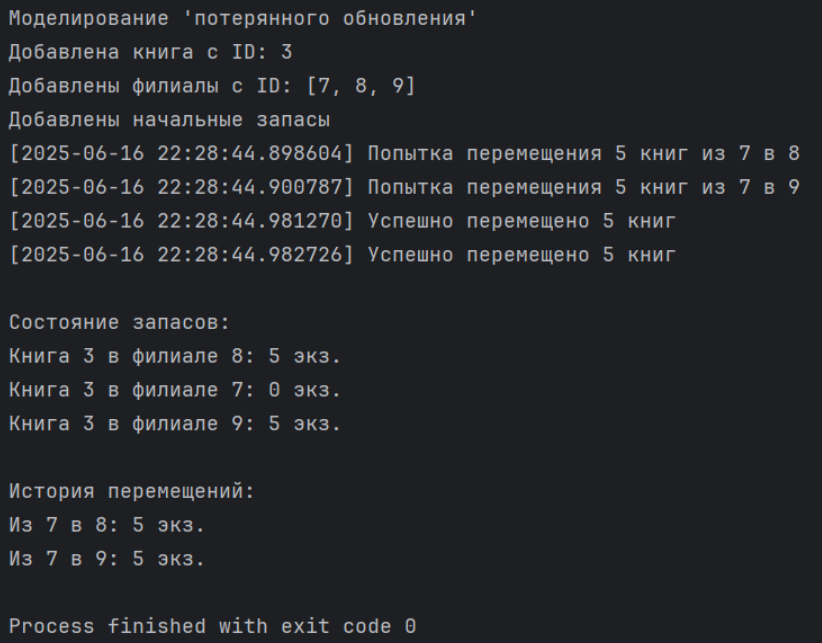 Моделирование 'потерянного обновления'
Добавлена книга с ID: 3
Добавлены филиалы с ID: [7, 8, 9]
Добавлены начальные запасы
[2025-06-16 22:28:44.898604] Попытка перемещения 5 книг из 7 в 8
[2025-06-16 22:28:44.900787] Попытка перемещения 5 книг из 7 в 9
[2025-06-16 22:28:44.981270] Успешно перемещено 5 книг
[2025-06-16 22:28:44.982726] Успешно перемещено 5 книг
Состояние запасов:
Книга 3 в филиале 8: 5 экз.
Книга 3 в филиале 7: 0 экз.
Книга 3 в филиале 9: 5 экз.
История перемещений:
Из 7 в 8: 5 экз.
Из 7 в 9: 5 экз.
Process finished with exit code 0